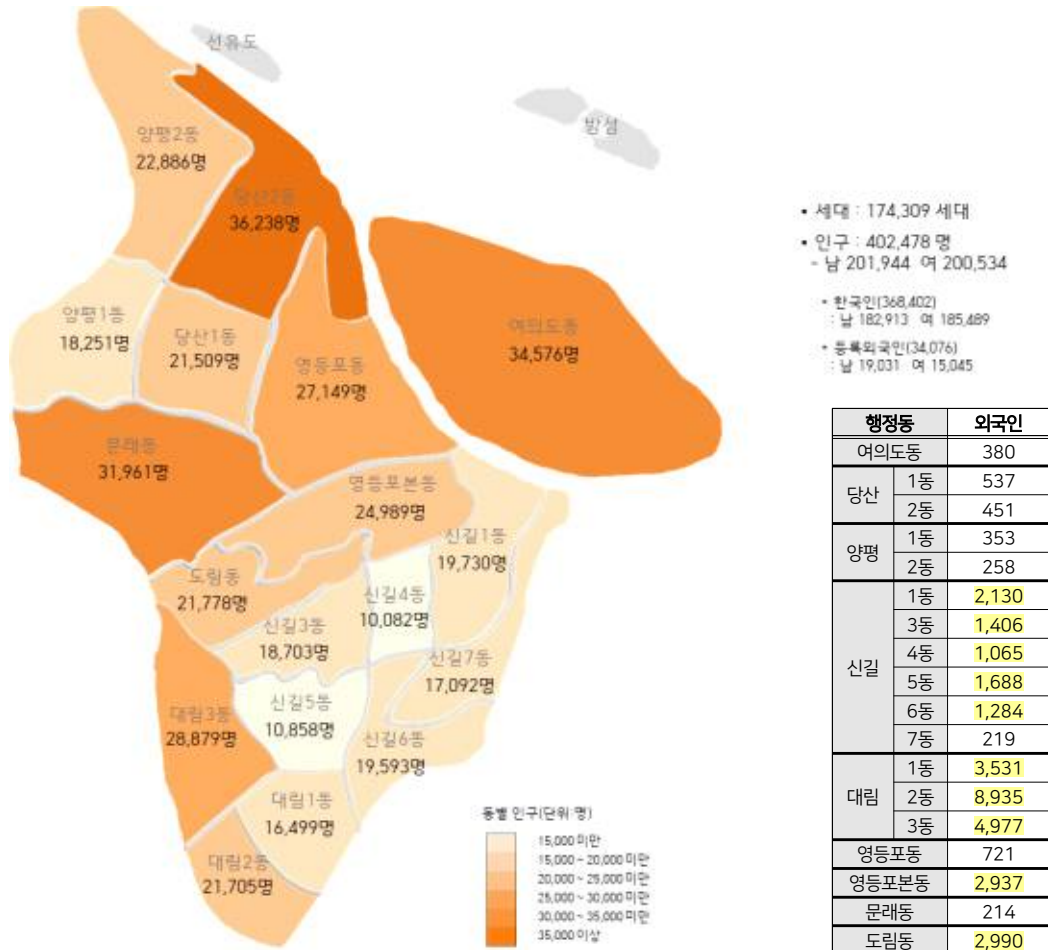 선유도
밤섬
양평2동
22,886명
당산2동
36,238명
양평1동
18,251명
당산1동
21,509명
영등포동
27,149명
여의도동
34,576명
문래동
31,961명
영등포본동
24,989명
신길1동
19,730명
도림동
21,778명
신길4동
10,082명
신길3동
18,703명
신길7동
17,092명
신길5동
10,858명
대림3동
28,879명
신길6동
19,593명
대림1동
16,499명
대림2동
21,705명
동별 인구(단위:명)
15,000 미만
15,000 ~ 20,000 미만
20,000 ~ 25,000 미만
25,000 ~ 30,000 미만
30,000 ~ 35,000 미만
35,000 이상
• 세대 : 174,309 세대
• 인구 : 402,478 명
- 남 201,944 여 200,534
• 한국인(368,402)
: 남 182,913 여 185,489
• 등록외국인(34,076)
: 남 19,031 여 15,045
행정동 외국인
여의도동 380
당산 1동 537
2동 451
양평 1동 353
2동 258
신길 1동 2,130
3동 1,406
4동 1,065
5동 1,688
6동 1,284
7동 219
대림 1동 3,531
2동 8,935
3동 4,977
영등포동 721
영등포본동 2,937
문래동 214
도림동 2,990